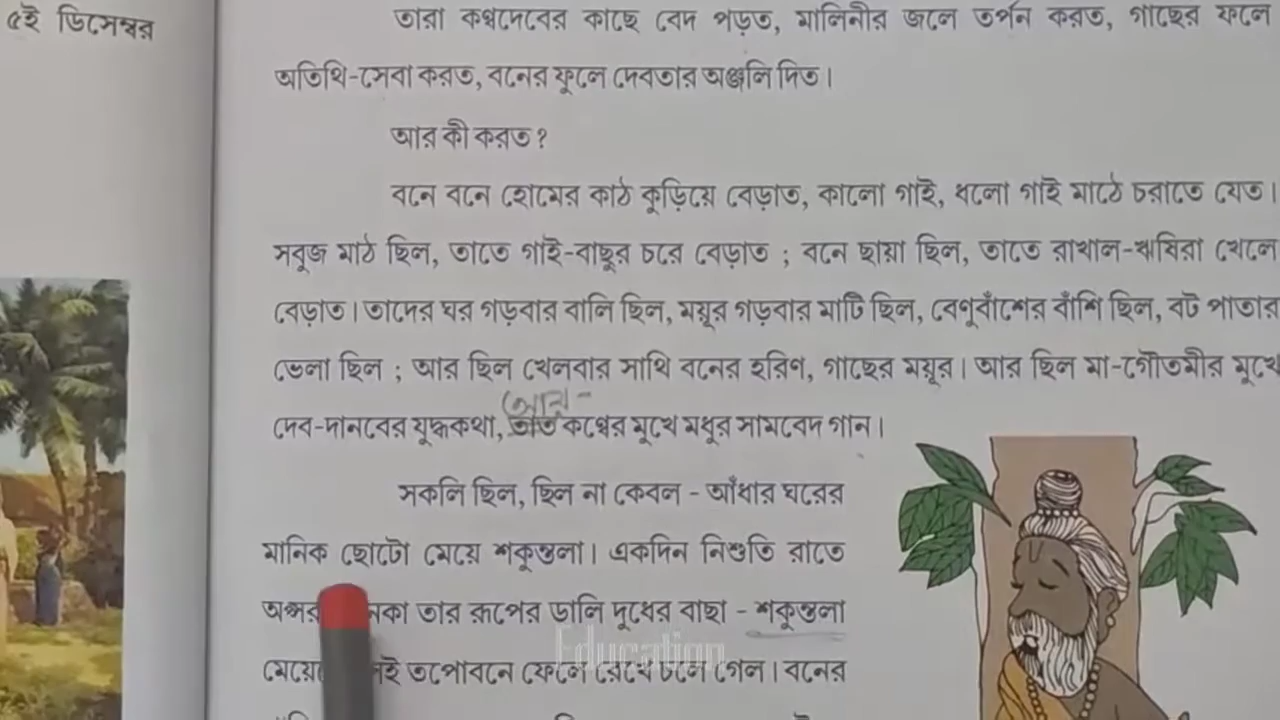 ৫ই ডিসেম্বর
তারা কণ্বদেবের কাছে বেদ পড়ত, মালিনীর জলে তর্পন করত, গাছের ফলে
অতিথি-সেবা করত, বনের ফুলে দেবতার অঞ্জলি দিত।
আর কী করত?
বনে বনে হোমের কাঠ কুড়িয়ে বেড়াত, কালো গাই, ধলো গাই মাঠে চরাতে যেত।
সবুজ মাঠ ছিল, তাতে গাই-বাছুর চরে বেড়াত ; বনে ছায়া ছিল, তাতে রাখাল-ঋষিরা খেলে
বেড়াত। তাদের ঘর গড়বার বালি ছিল, ময়ূর গড়বার মাটি ছিল, বেণুবাঁশের বাঁশি ছিল, বট পাতার
ভেলা ছিল ; আর ছিল খেলবার সাথি বনের হরিণ, গাছের ময়ূর। আর ছিল মা-গৌতমীর মুখে
দেব-দানবের যুদ্ধকথা, তাত কণ্বের মুখে মধুর সামবেদ গান।
সকলি ছিল, ছিল না কেবল - আঁধার ঘরের
মানিক ছোটো মেয়ে শকুন্তলা। একদিন নিশুতি রাতে
তার রূপের ডালি দুধের বাছা - শকুন্তলা
তপোবনে ফেলে রেখে চলে গেল। বনের
Education